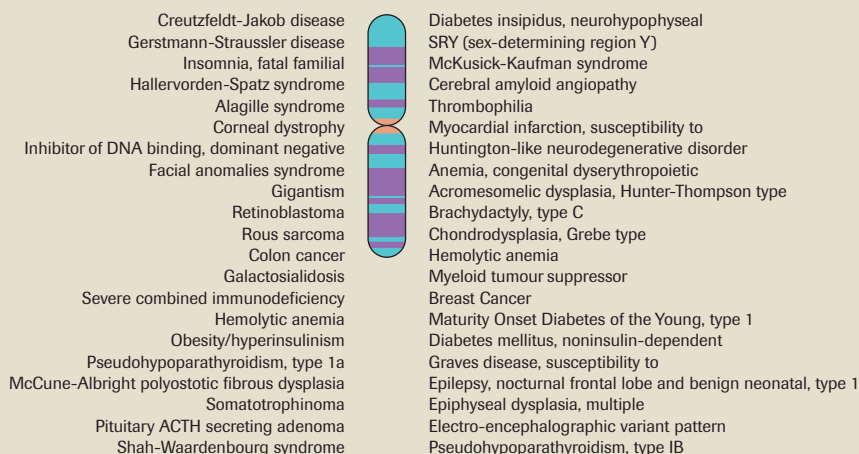 Creutzfeldt-Jakob disease
Gerstmann-Straussler disease
Insomnia, fatal familial
Hallervorden-Spatz syndrome
Alagille syndrome
Corneal dystrophy
Inhibitor of DNA binding, dominant negative
Facial anomalies syndrome
Gigantism
Retinoblastoma
Rous sarcoma
Colon cancer
Galactosialidosis
Severe combined immunodeficiency
Hemolytic anemia
Obesity/hyperinsulinism
Pseudohypoparathyroidism, type 1a
McCune-Albright polyostotic fibrous dysplasia
Somatotrophinoma
Pituitary ACTH secreting adenoma
Shah-Waardenbourg syndrome
Diabetes insipidus, neurohypophyseal
SRY (sex-determining region Y)
McKusick-Kaufman syndrome
Cerebral amyloid angiopathy
Thrombophilia
Myocardial infarction, susceptibility to
Huntington-like neurodegenerative disorder
Anemia, congenital dyserythropoietic
Acromesomelic dysplasia, Hunter-Thompson type
Brachydactyly, type C
Chondrodysplasia, Grebe type
Hemolytic anemia
Myeloid tumour suppressor
Breast Cancer
Maturity Onset Diabetes of the Young, type 1
Diabetes mellitus, noninsulin-dependent
Graves disease, susceptibility to
Epilepsy, nocturnal frontal lobe and benign neonatal, type 1
Epiphyseal dysplasia, multiple
Electro-encephalographic variant pattern
Pseudohypoparathyroidism, type IB